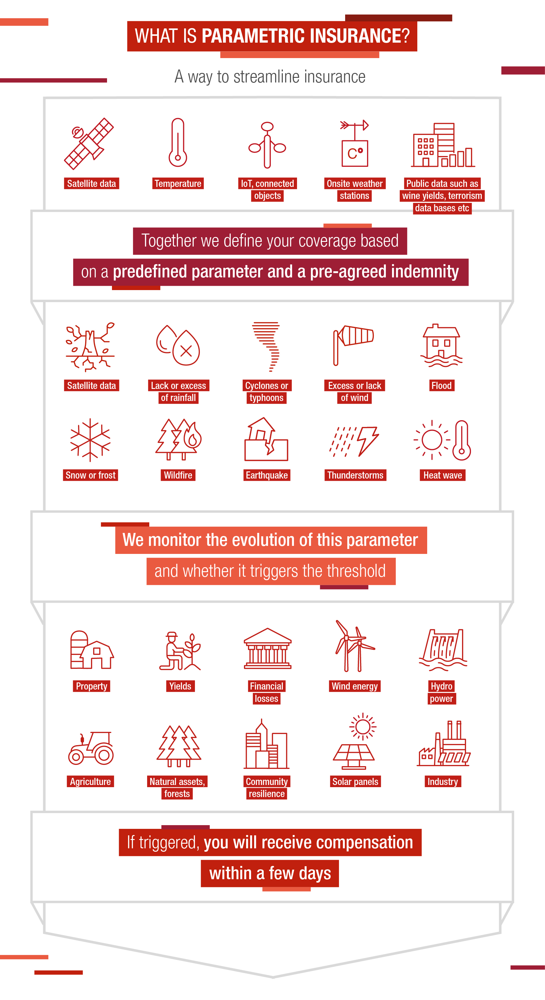 WHAT IS PARAMETRIC INSURANCE?
A way to streamline insurance
C°
Satellite data
Temperature
IoT, connected
objects
Onsite weather
stations
Public data such as
wine yields, terrorism
data bases etc
Together we define your coverage based
on a predefined parameter and a pre-agreed indemnity
Satellite data
Lack or excess
of rainfall
Cyclones or
typhoons
Excess or lack
of wind
Flood
Snow or frost
Wildfire
Earthquake
Thunderstorms
Heat wave
We monitor the evolution of this parameter
and whether it triggers the threshold
Property
Yields
Financial
losses
Wind energy
Hydro
power
Agriculture
Natural assets,
forests
Community
resilience
Solar panels
Industry
If triggered, you will receive compensation
within a few days